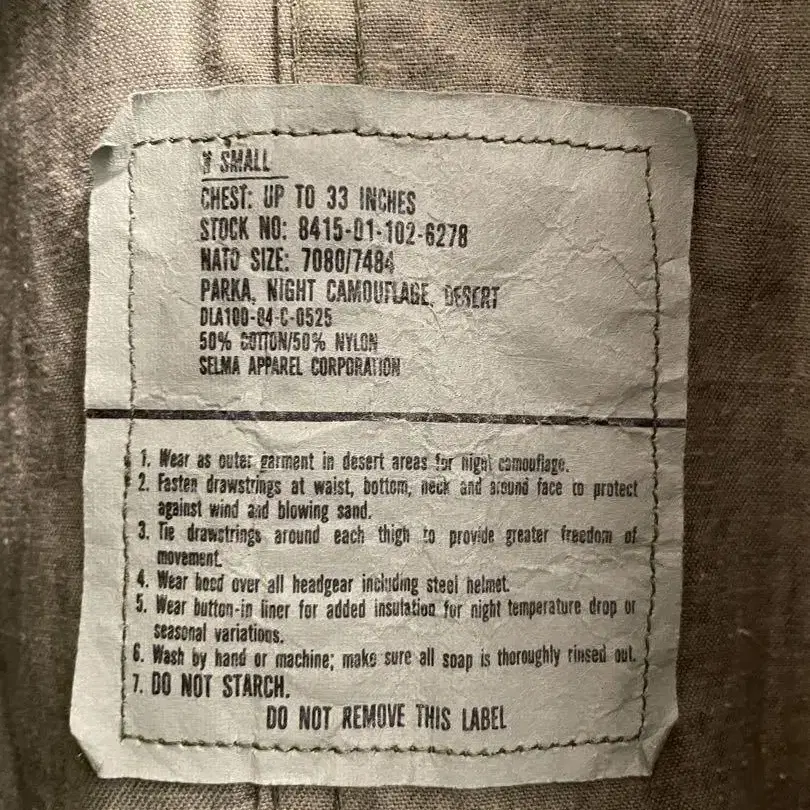 X SMALL
CHEST: UP TO 33 INCHES
STOCK NO: 8415-01-102-6278
NATO SIZE: 7080/7484
PARKA, NIGHT CAMOUFLAGE, DESERT
DLA100-84-C-0525
50% COTTON/50% NYLON
SELMA APPAREL CORPORATION
1. Wear as outer garment in desert areas for night camouflage.
2. Fasten drawstrings at waist, bottom, neck and around face to protect
against wind and blowing sand.
3. Tie drawstrings around each thigh to provide greater freedom of
movement.
4. Wear hood over all headgear including steel helmet.
5. Wear button-in liner for added insulation for night temperature drop or
seasonal variations.
6. Wash by hand or machine; make sure all soap is thoroughly rinsed out.
7. DO NOT STARCH.
DO NOT REMOVE THIS LABEL